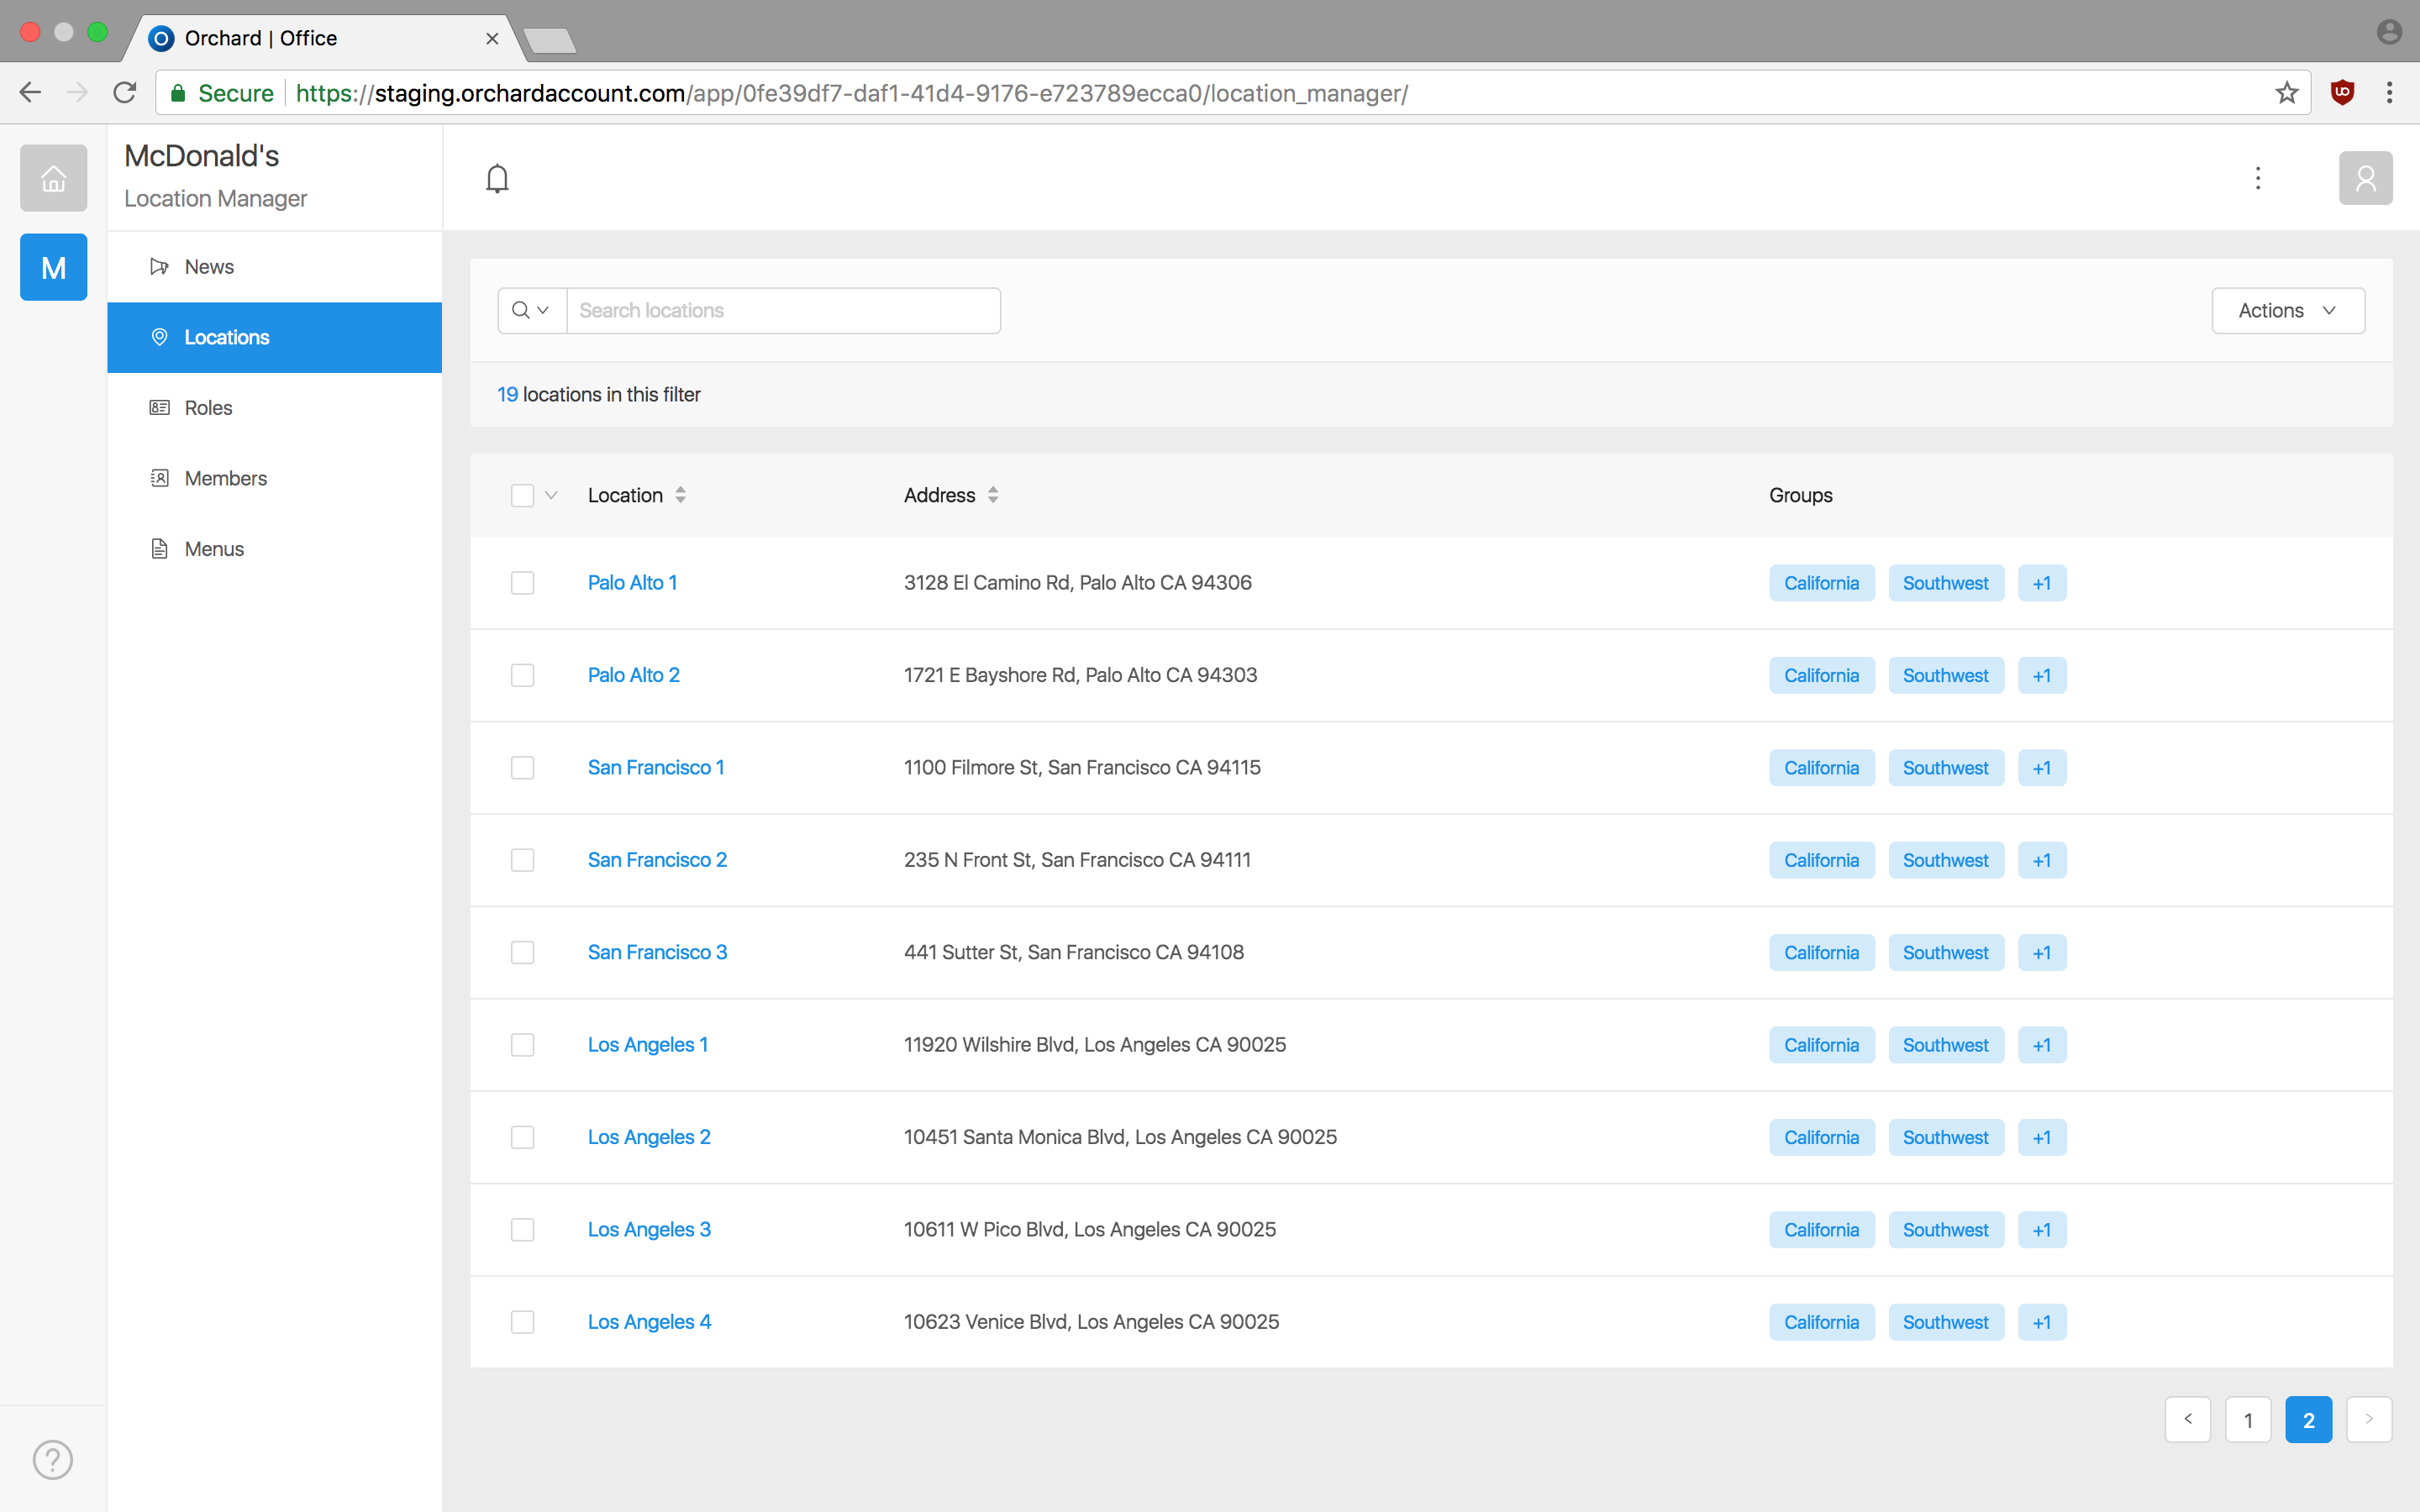 Orchard | Office
Secure https://staging.orchardaccount.com/app/0fe39df7-daf1-41d4-9176-e723789ecca0/location_manager/
McDonald's
Location Manager
M
News
Locations
Roles
Members
Menus
Search locations
Actions
19 locations in this filter
Location Address Groups
Palo Alto 1 3128 El Camino Rd, Palo Alto CA 94306 California Southwest +1
Palo Alto 2 1721 E Bayshore Rd, Palo Alto CA 94303 California Southwest +1
San Francisco 1 1100 Filmore St, San Francisco CA 94115 California Southwest +1
San Francisco 2 235 N Front St, San Francisco CA 94111 California Southwest +1
San Francisco 3 441 Sutter St, San Francisco CA 94108 California Southwest +1
Los Angeles 1 11920 Wilshire Blvd, Los Angeles CA 90025 California Southwest +1
Los Angeles 2 10451 Santa Monica Blvd, Los Angeles CA 90025 California Southwest +1
Los Angeles 3 10611 W Pico Blvd, Los Angeles CA 90025 California Southwest +1
Los Angeles 4 10623 Venice Blvd, Los Angeles CA 90025 California Southwest +1
< 1 2 >
?